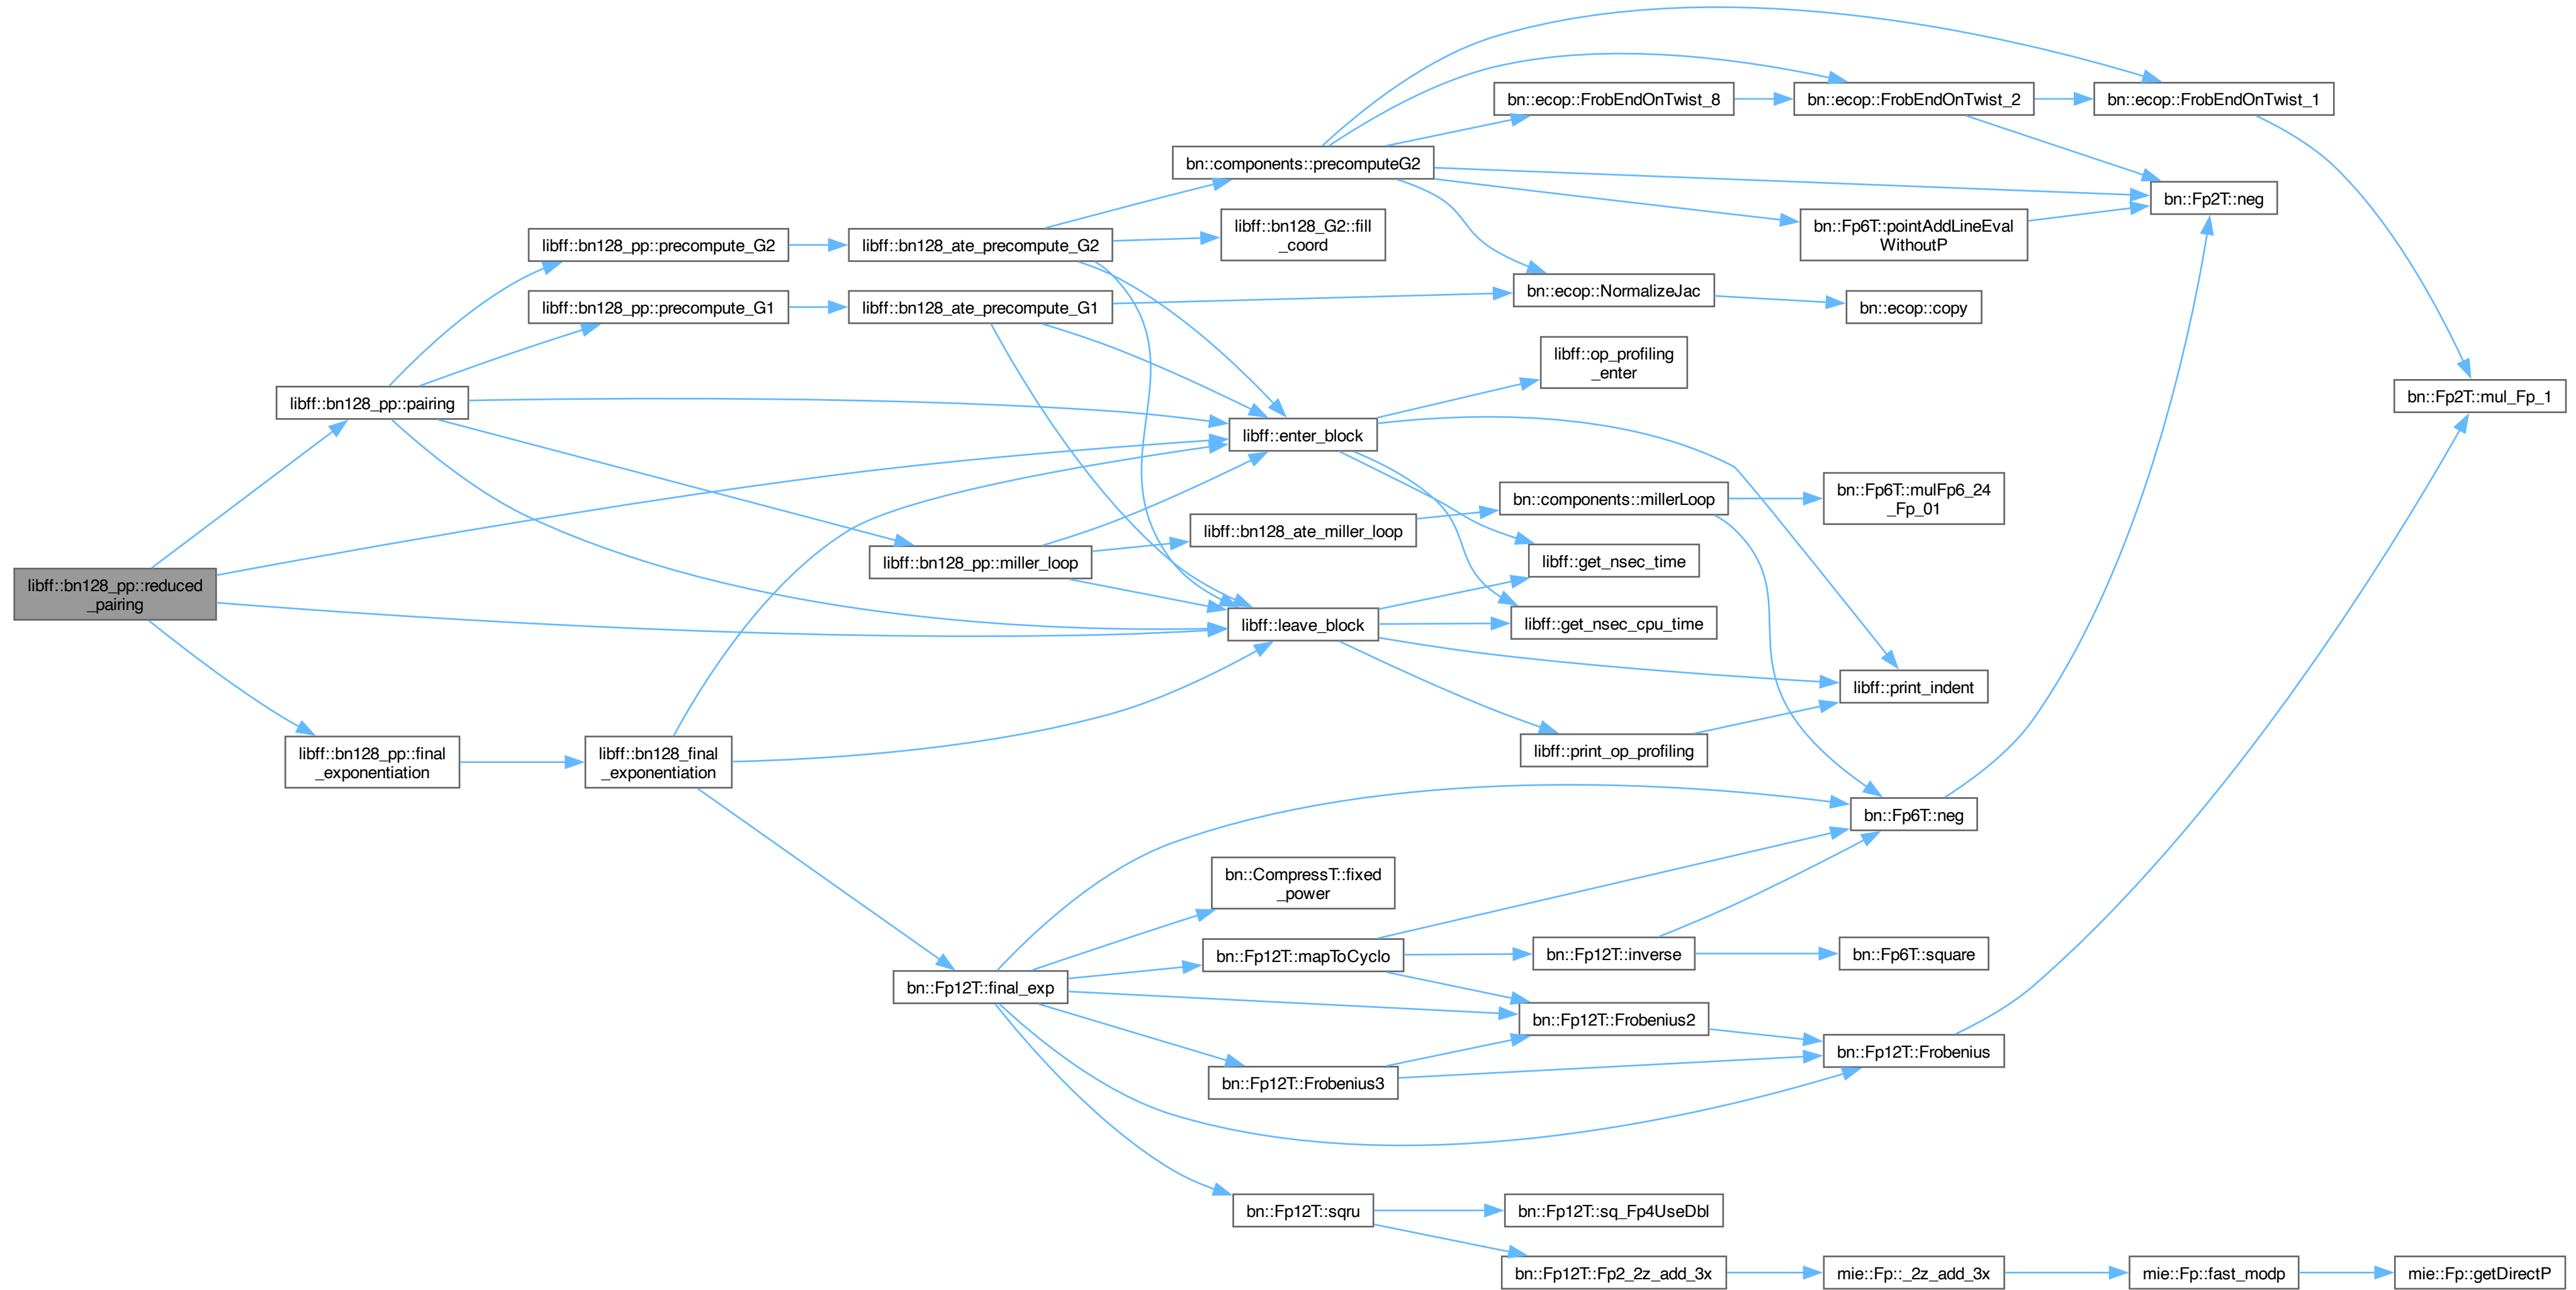 libff::bn128_pp::reduced
_pairing
libff::bn128_pp::pairing
libff::bn128_pp::final
_exponentiation
libff::bn128_pp::precompute_G2
libff::bn128_pp::precompute_G1
libff::bn128_final
_exponentiation
libff::bn128_ate_precompute_G2
libff::bn128_ate_precompute_G1
libff::bn128_pp::miller_loop
bn::Fp12T::final_exp
bn::components::precomputeG2
libff::bn128_G2::fill
_coord
libff::enter_block
libff::bn128_ate_miller_loop
libff::leave_block
bn::CompressT::fixed
_power
bn::Fp12T::mapToCyclo
bn::Fp12T::Frobenius3
bn::Fp12T::sqru
bn::ecop::FrobEndOnTwist_8
bn::ecop::NormalizeJac
libff::op_profiling
_enter
bn::components::millerLoop
libff::get_nsec_time
libff::get_nsec_cpu_time
libff::print_op_profiling
bn::Fp12T::inverse
bn::Fp12T::Frobenius2
bn::Fp12T::sq_Fp4UseDbl
bn::Fp12T::Fp2_2z_add_3x
bn::ecop::FrobEndOnTwist_2
bn::Fp6T::pointAddLineEval
WithoutP
bn::ecop::copy
bn::Fp6T::mulFp6_24
_Fp_01
libff::print_indent
bn::Fp6T::neg
bn::Fp6T::square
bn::Fp12T::Frobenius
mie::Fp::_2z_add_3x
bn::ecop::FrobEndOnTwist_1
bn::Fp2T::neg
mie::Fp::fast_modp
bn::Fp2T::mul_Fp_1
mie::Fp::getDirectP